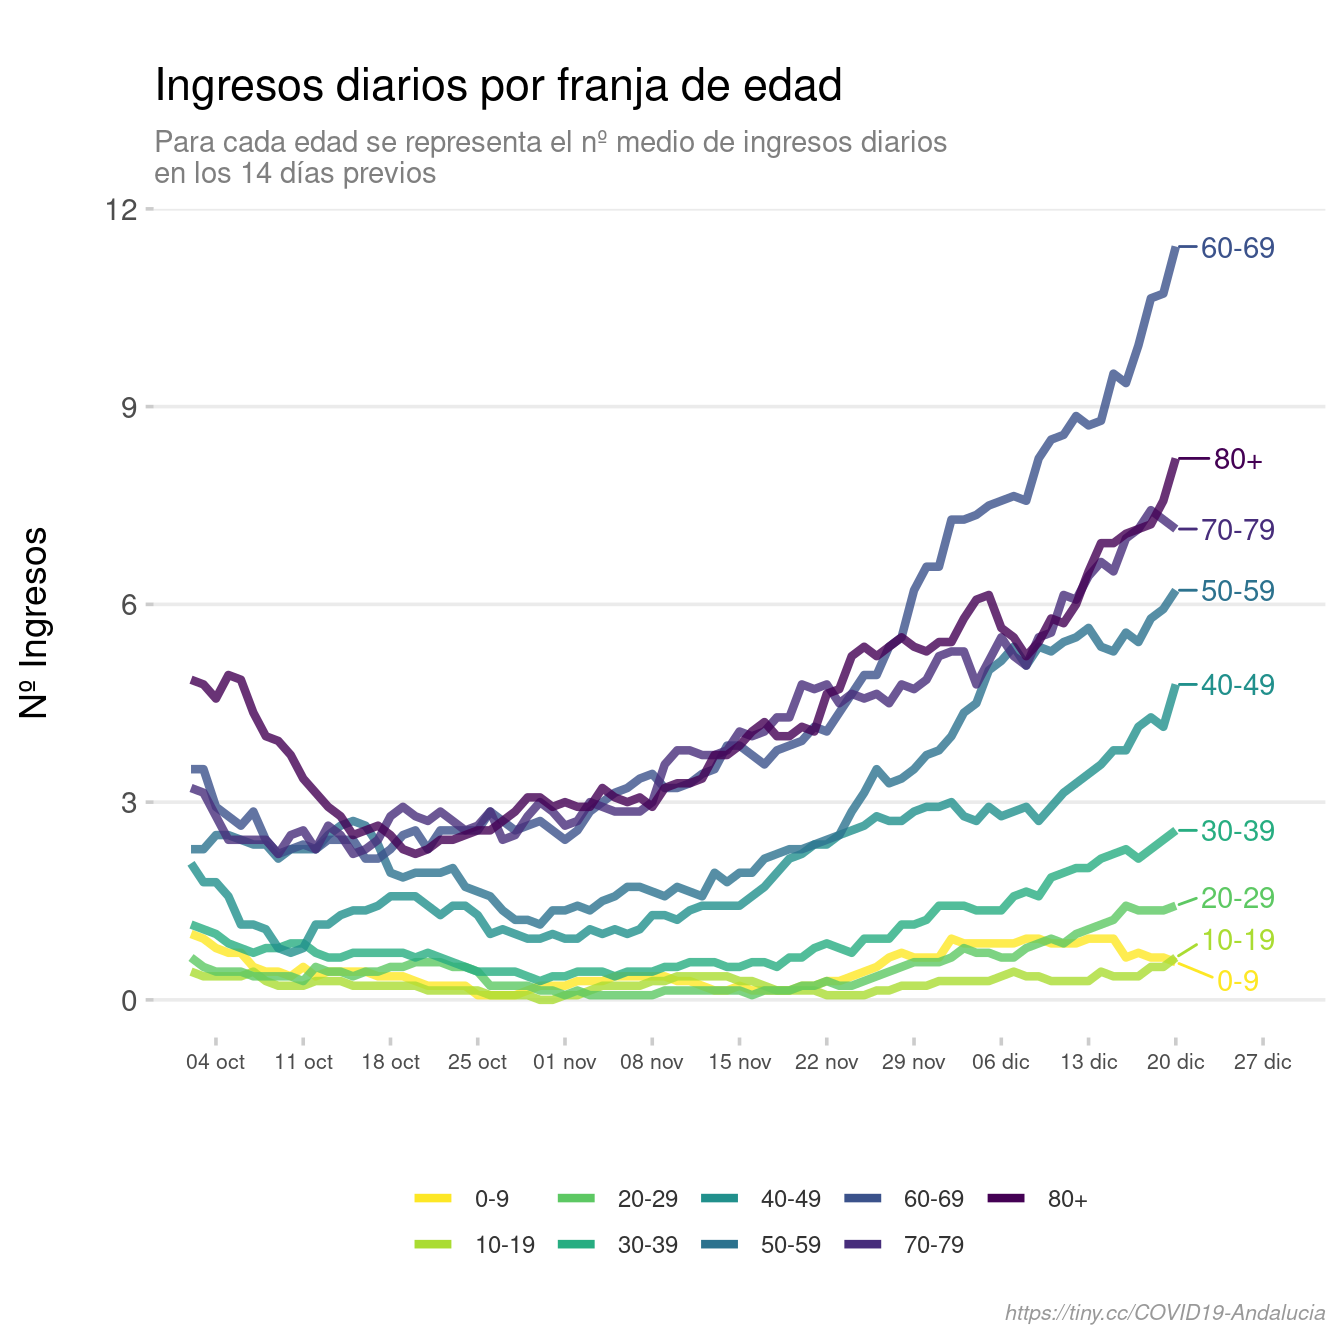 Ingresos diarios por franja de edad
Para cada edad se representa el nº medio de ingresos diarios
en los 14 días previos
Nº Ingresos
12
9
6
3
0
60-69
80+
70-79
50-59
40-49
30-39
20-29
10-19
0-9
04 oct 11 oct 18 oct 25 oct 01 nov 08 nov 15 nov 22 nov 29 nov 06 dic 13 dic 20 dic 27 dic
0-9 20-29 40-49 60-69 80+
10-19 30-39 50-59 70-79
https://tiny.cc/COVID19-Andalucia